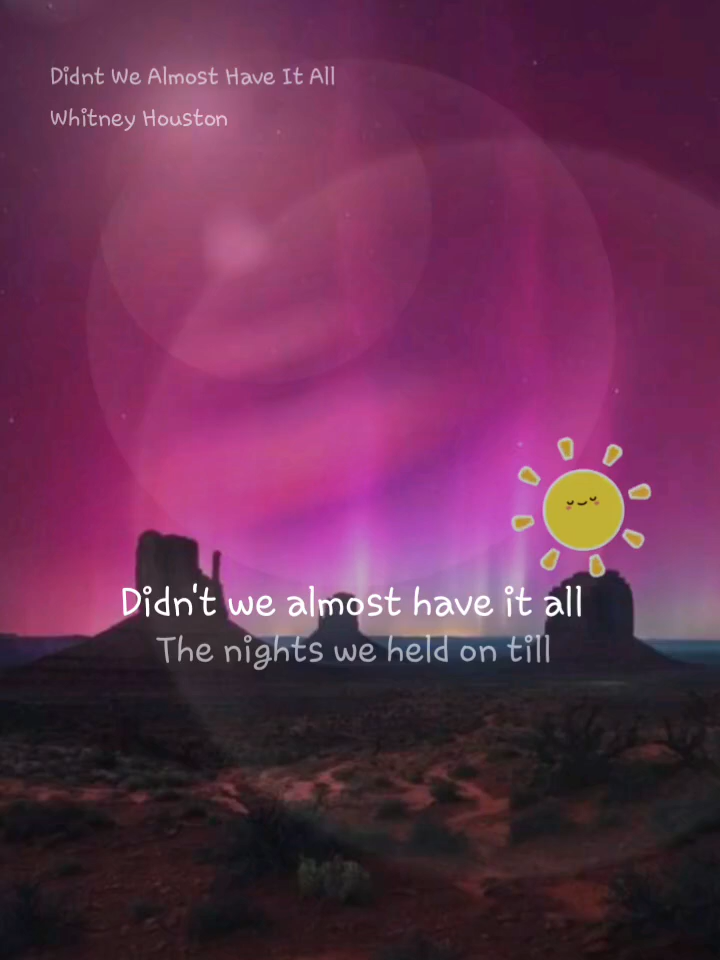 Didnt We Almost Have It All
Whitney Houston
Didn't we almost have it all
The nights we held on till